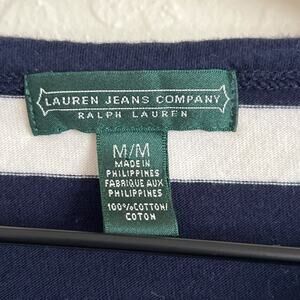 LAUREN JEANS COMPANY
RALPH LAUREN
M/M
MADE IN
PHILIPPINES
FABRIQUE AUX
PHILIPPINES
100%COTTON/
COTON